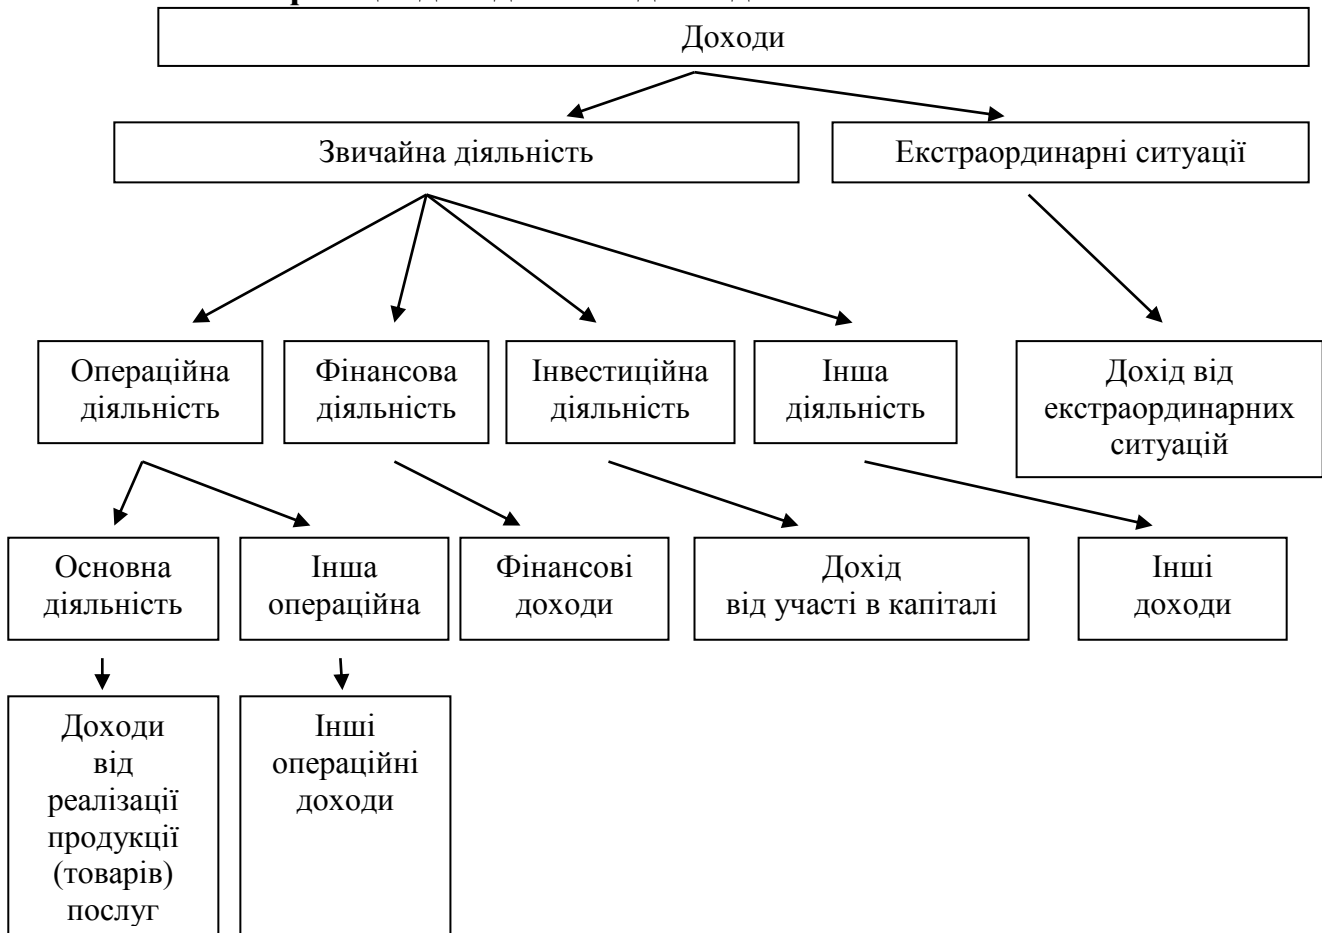 Доходи
Звичайна діяльність
Екстраординарні ситуації
Операційна
діяльність
Фінансова
діяльність
Інвестиційна
діяльність
Інша
діяльність
Дохід від
екстраординарних
ситуацій
Основна
діяльність
Інша
операційна
Фінансові
доходи
Дохід
від участі в капіталі
Інші
доходи
Доходи
від
реалізації
продукції
(товарів)
послуг
Інші
операційні
доходи